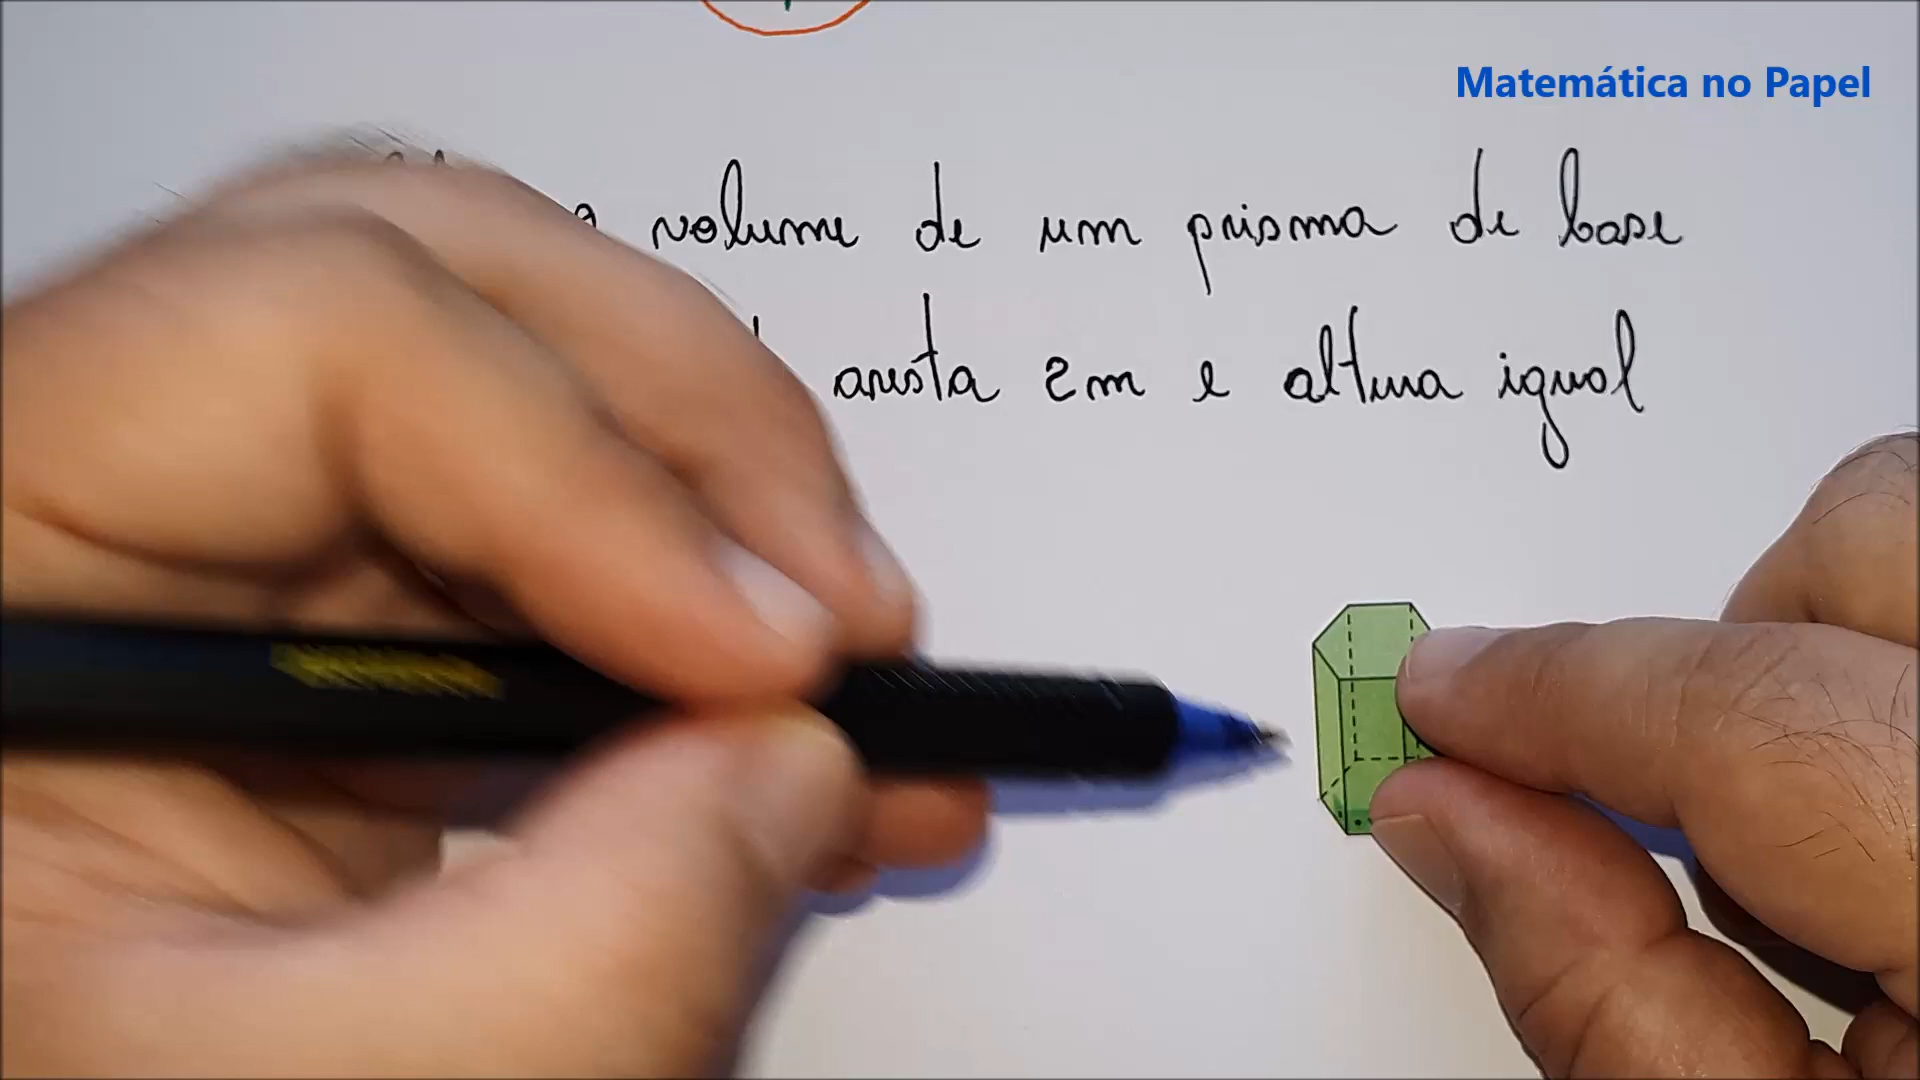 Matemática no Papel
volume de um prisma de base
aresta 2m e altura igual